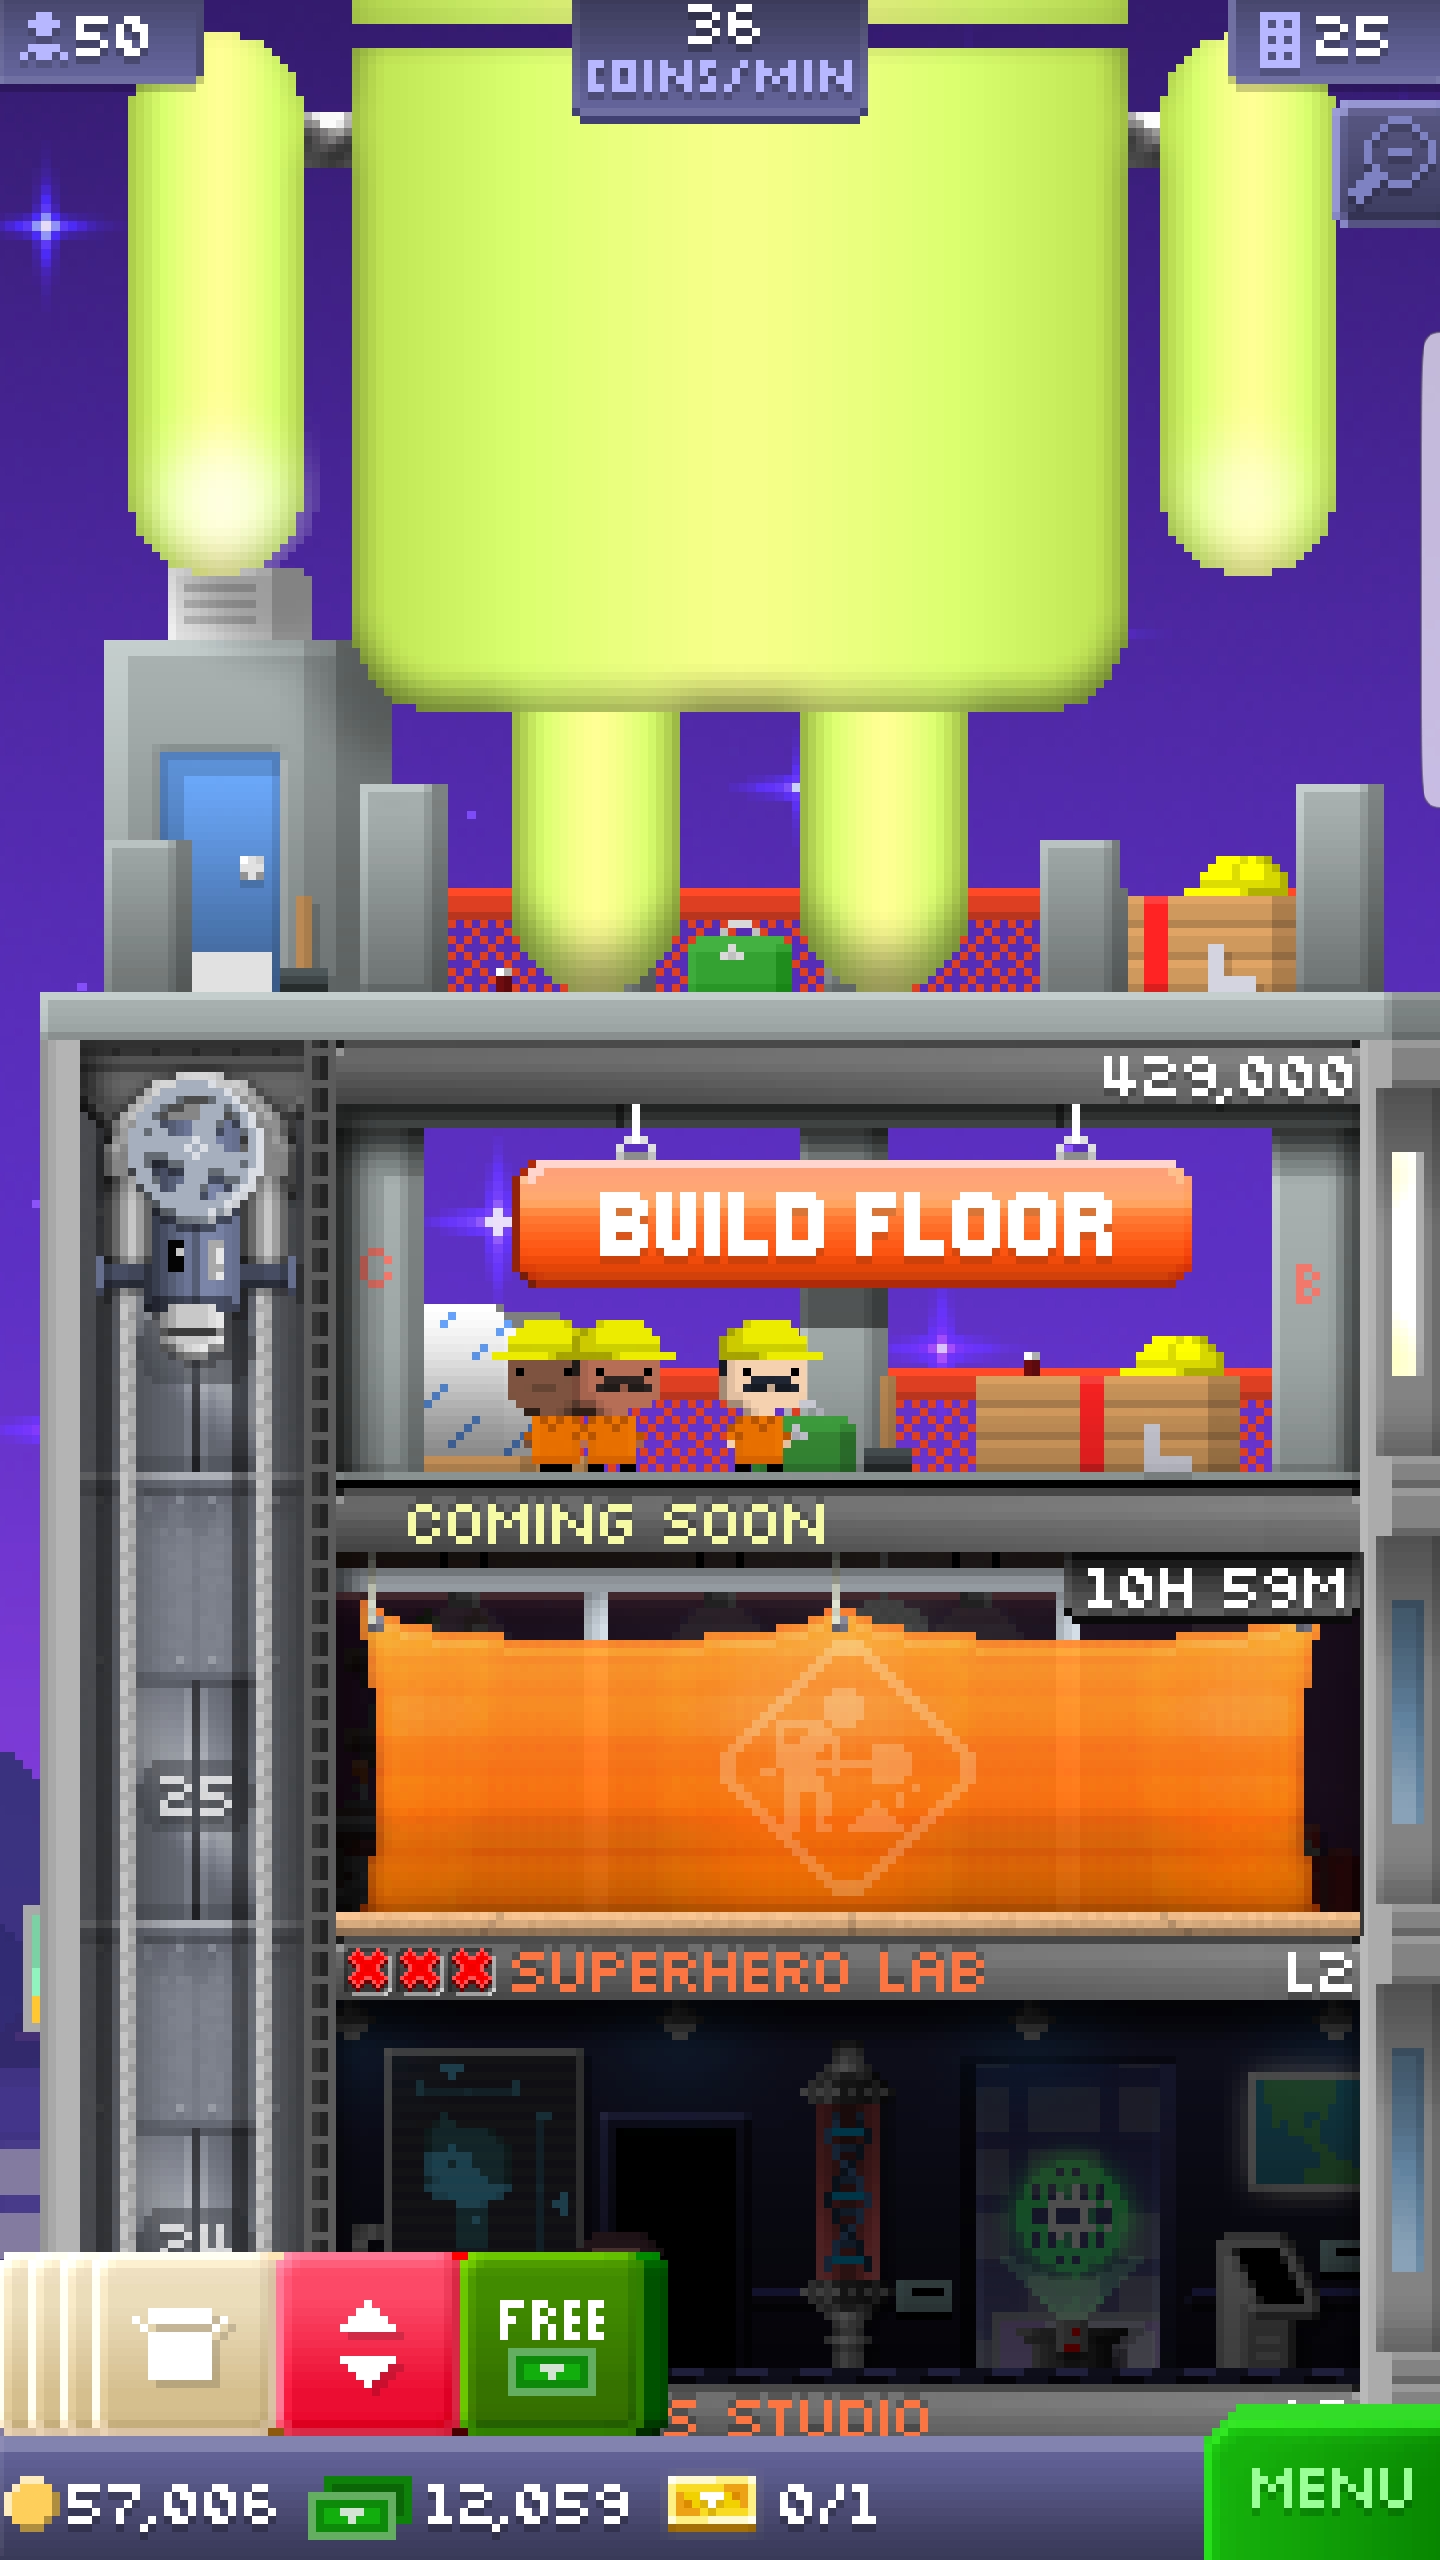 50
36
COINS/MIN
25
429,000
BUILD FLOOR
C
B
COMING SOON
10H 59M
25
SUPERHERO LAB
L2
24
FREE
S STUDIO
57,006
12,059
0/1
MENU